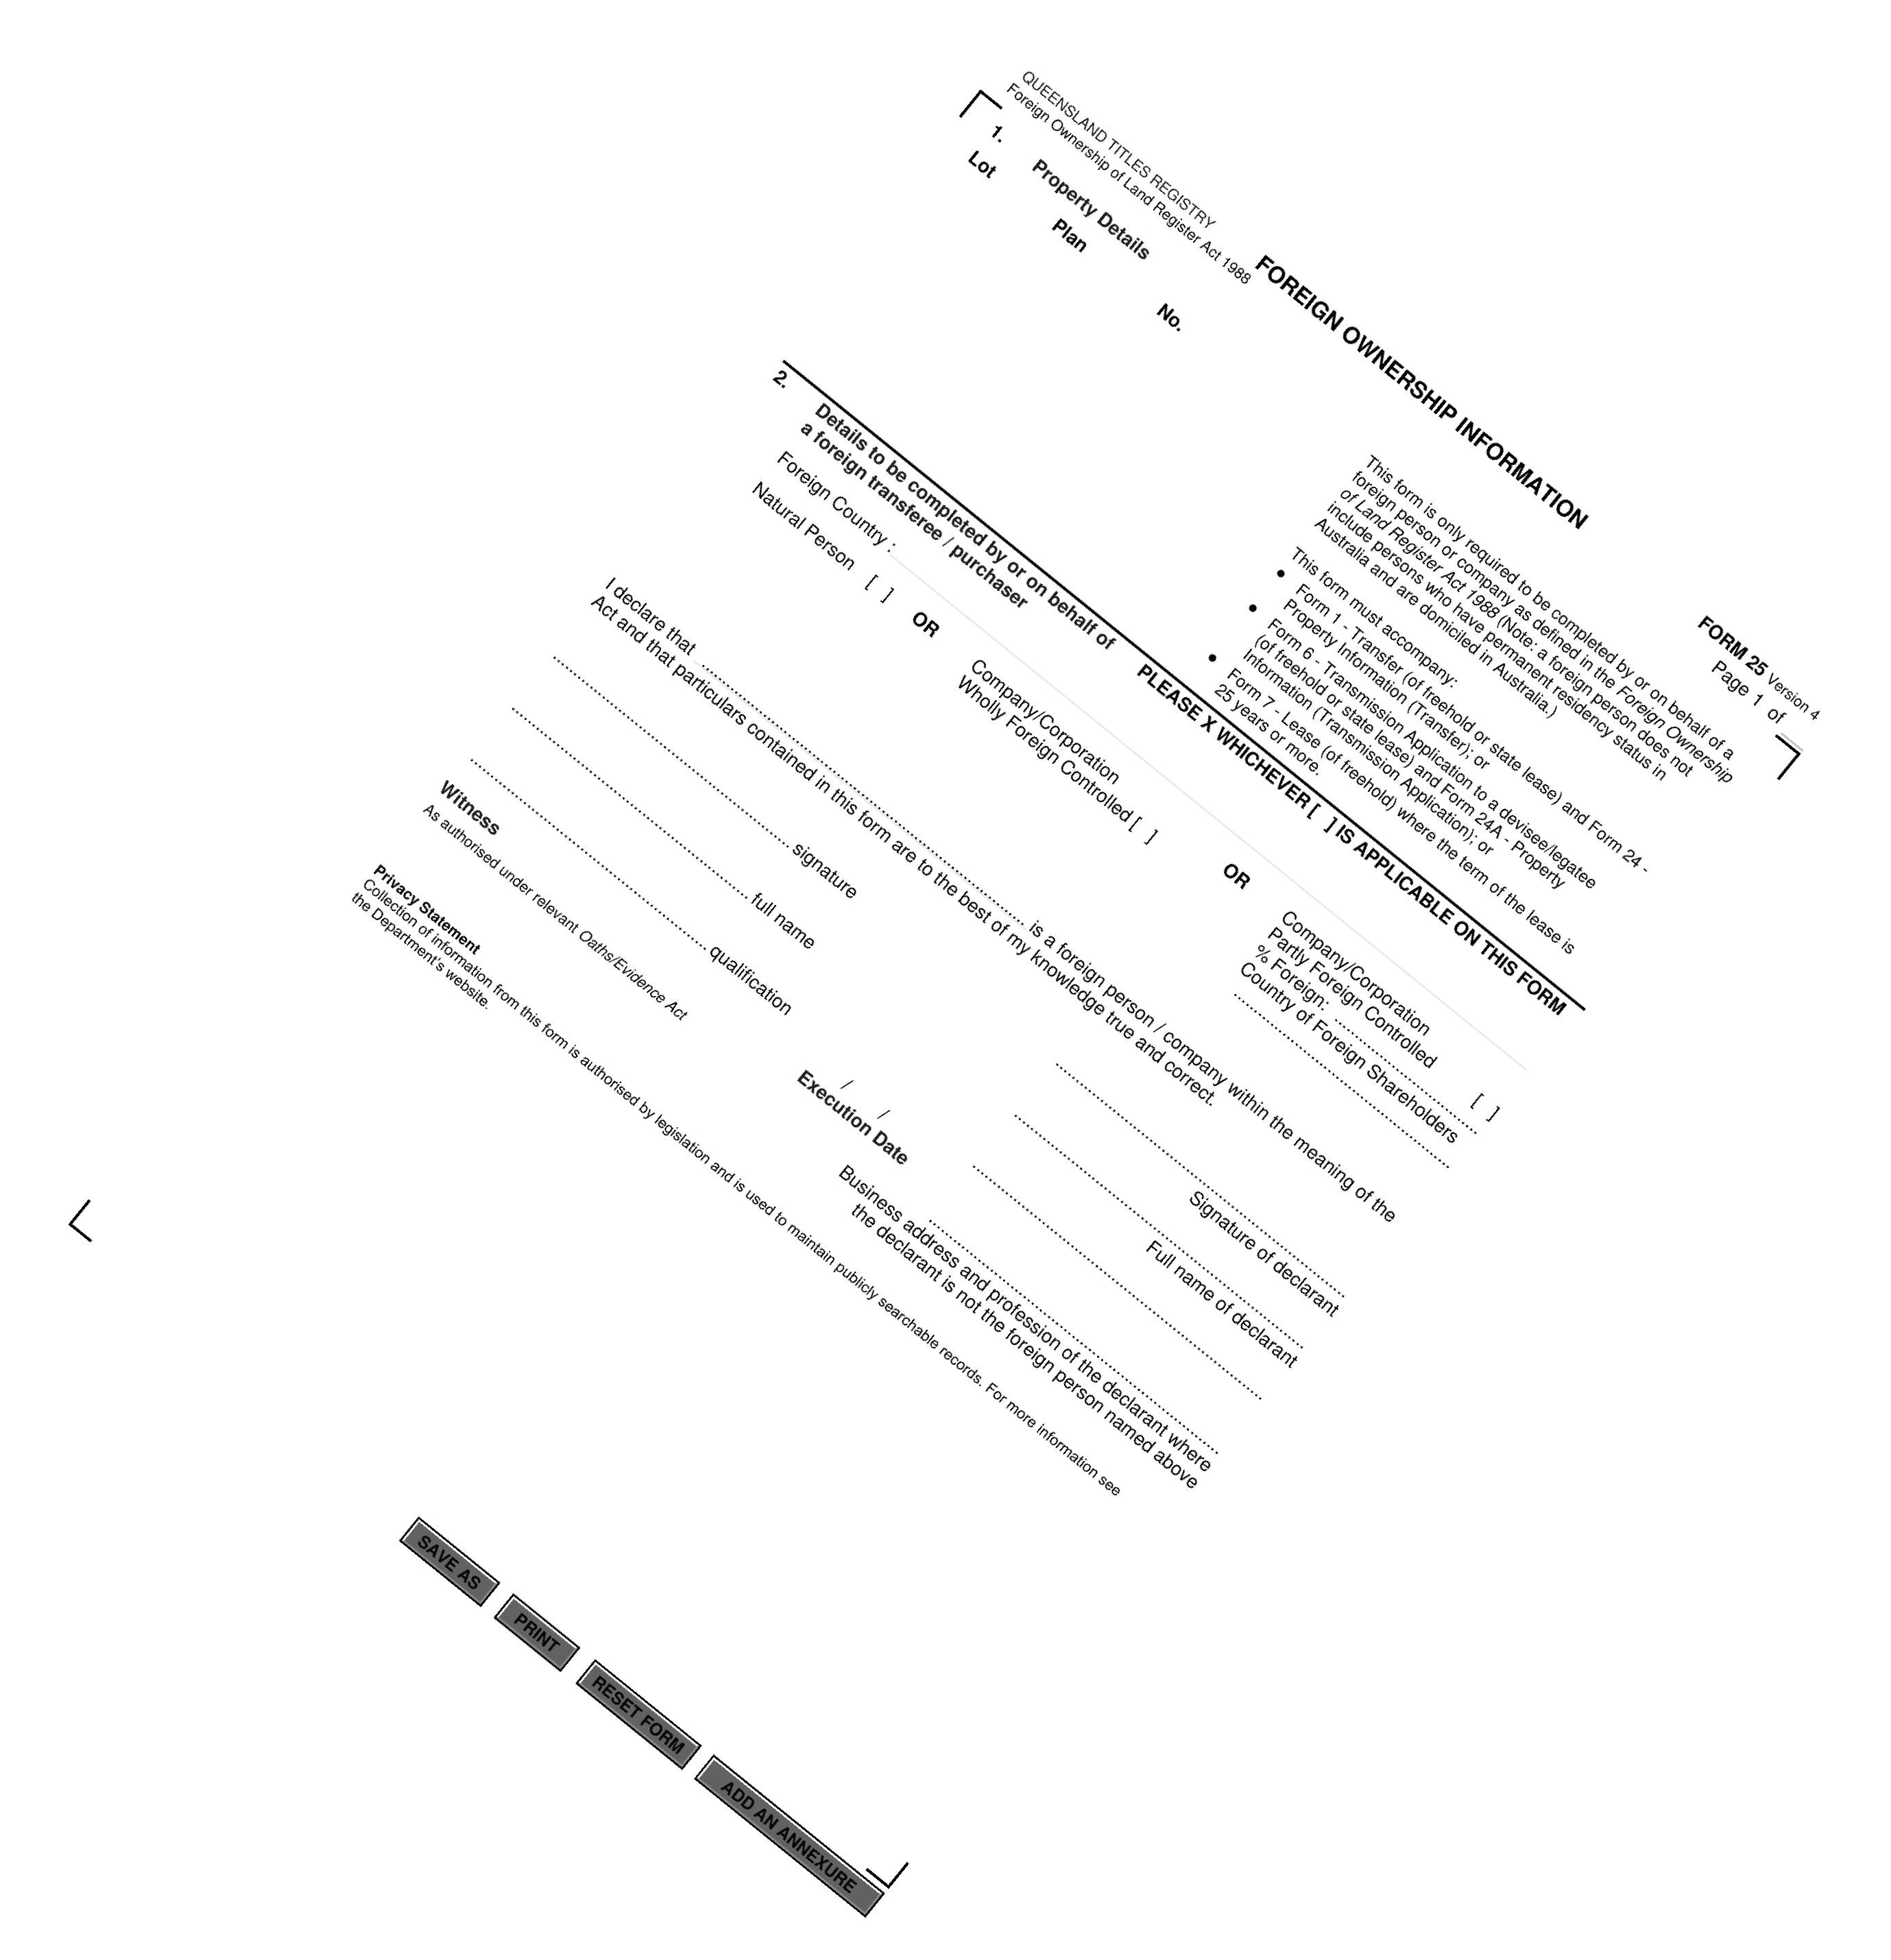 QUEENSLAND TITLES REGISTRY
Foreign Ownership of Land Register Act 1988
FOREIGN OWNERSHIP INFORMATION
FORM 25 Version 4
Page 1 of
1. Property Details
Lot Plan No.
This form is only required to be completed by or on behalf of a
foreign person or company as defined in the Foreign Ownership
of Land Register Act 1988 (Note: a foreign person does not
include persons who have permanent residency status in
Australia and are domiciled in Australia.)
This form must accompany:
• Form 1 - Transfer (of freehold or state lease) and Form 24 -
Property Information (Transfer); or
• Form 6 - Transmission Application to a devisee/legatee
(of freehold or state lease) and Form 24A - Property
Information (Transmission Application); or
• Form 7 - Lease (of freehold) where the term of the lease is
25 years or more.
2. Details to be completed by or on behalf of
a foreign transferee / purchaser
PLEASE X WHICHEVER [ ] IS APPLICABLE ON THIS FORM
Foreign Country :
Natural Person [ ] OR
Company/Corporation
Wholly Foreign Controlled [ ]
OR
Company/Corporation
Partly Foreign Controlled [ ]
% Foreign: ..............................
Country of Foreign Shareholders
..............................
I declare that .............................. is a foreign person / company within the meaning of the
Act and that particulars contained in this form are to the best of my knowledge true and correct.
.............................. signature
.............................. full name
.............................. qualification
Witness
As authorised under relevant Oaths/Evidence Act
/ /
Execution Date
..............................
Signature of declarant
..............................
Full name of declarant
..............................
..............................
Business address and profession of the declarant where
the declarant is not the foreign person named above
Privacy Statement
Collection of information from this form is authorised by legislation and is used to maintain publicly searchable records. For more information see
the Department's website.
SAVE AS
PRINT
RESET FORM
ADD AN ANNEXURE